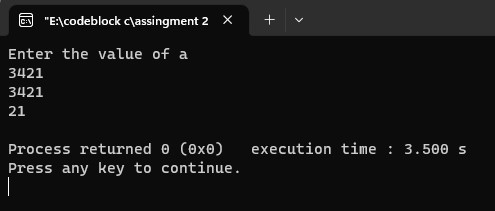 "E:\codeblock c\assingment 2
Enter the value of a
3421
3421
21
Process returned 0 (0x0)   execution time : 3.500 s
Press any key to continue.